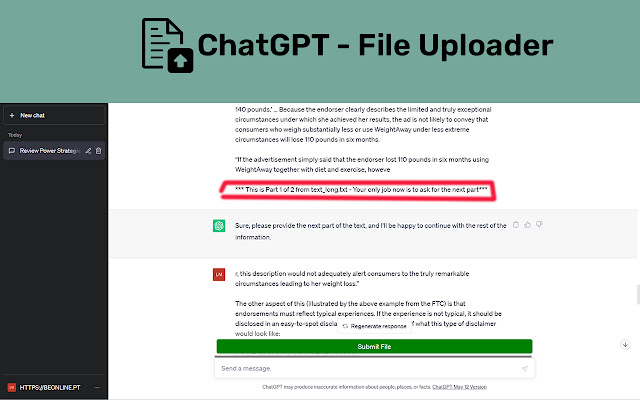 ChatGPT - File Uploader
+ New chat
Today
Review Power Strategie
HTTPS://BEONLINE.PT ...
140 pounds.' ... Because the endorser clearly describes the limited and truly exceptional
circumstances under which she achieved her results, the ad is not likely to convey that
consumers who weigh substantially less or use WeightAway under less extreme
circumstances will lose 110 pounds in six months.
"If the advertisement simply said that the endorser lost 110 pounds in six months using
WeightAway together with diet and exercise, howeve
*** This is Part 1 of 2 from text_long.txt - Your only job now is to ask for the next part***
Sure, please provide the next part of the text, and I'll be happy to continue with the rest of the
information.
LM
r, this description would not adequately alert consumers to the truly remarkable
circumstances leading to her weight loss."
The other aspect of this (illustrated by the above example from the FTC) is that
endorsements must reflect typical experiences. If the experience is not typical, it should be
disclosed in an easy-to-spot discla
Regenerate response
f what this type of disclaimer
would look like:
Submit File
Send a message.
ChatGPT may produce inaccurate information about people, places, or facts. ChatGPT May 12 Version